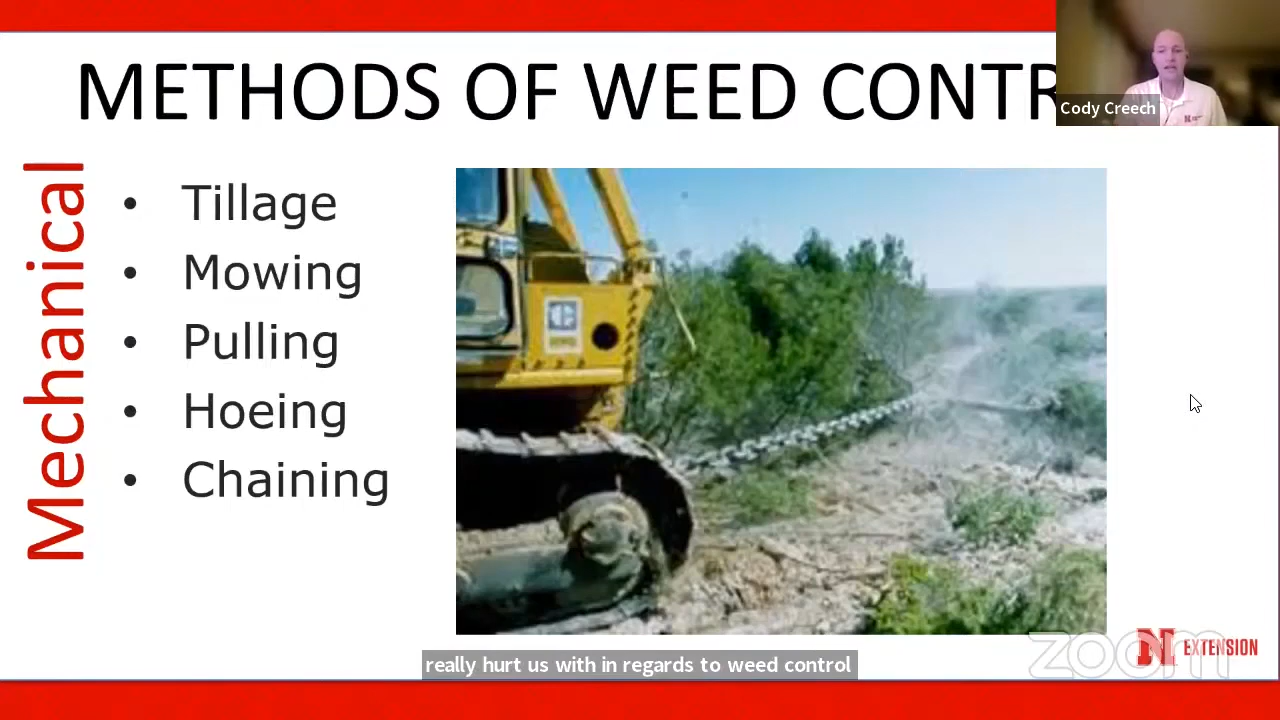 METHODS OF WEED CONTR
Cody Creech
Mechanical
• Tillage
• Mowing
• Pulling
• Hoeing
• Chaining
N EXTENSION
zoom
really hurt us with in regards to weed control